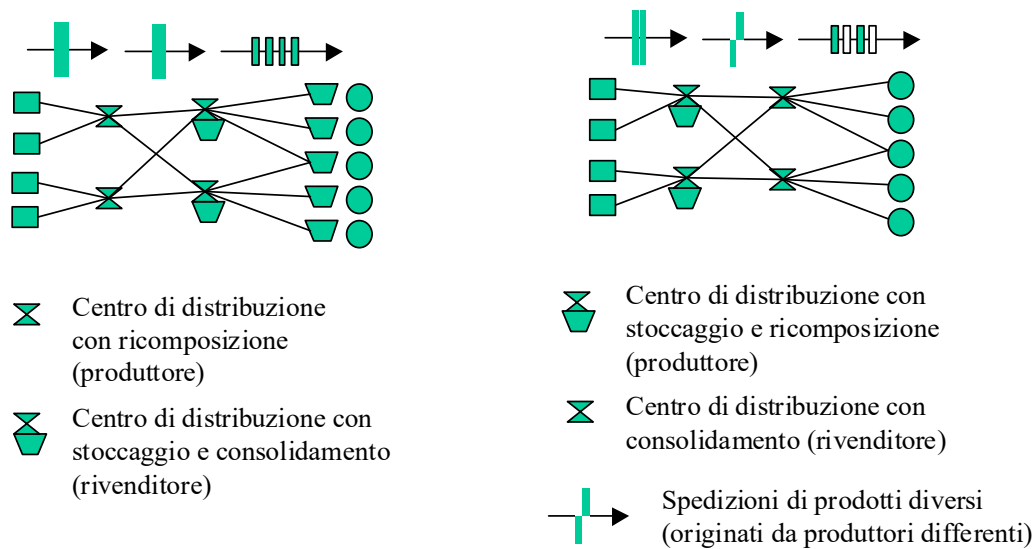 Centro di distribuzione
con ricomposizione
(produttore)
Centro di distribuzione con
stoccaggio e consolidamento
(rivenditore)
Centro di distribuzione con
stoccaggio e ricomposizione
(produttore)
Centro di distribuzione con
consolidamento (rivenditore)
Spedizioni di prodotti diversi
(originati da produttori differenti)